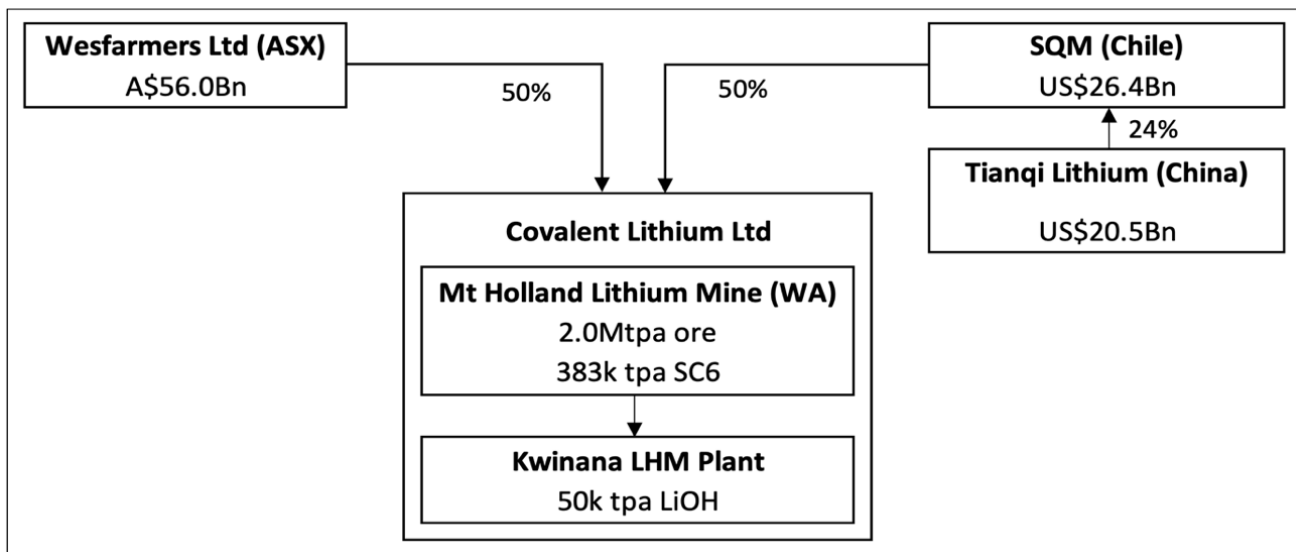 Wesfarmers Ltd (ASX)
A$56.0Bn
50%
SQM (Chile)
US$26.4Bn
50%
24%
Tianqi Lithium (China)
US$20.5Bn
Covalent Lithium Ltd
Mt Holland Lithium Mine (WA)
2.0Mtpa ore
383k tpa SC6
Kwinana LHM Plant
50k tpa LiOH